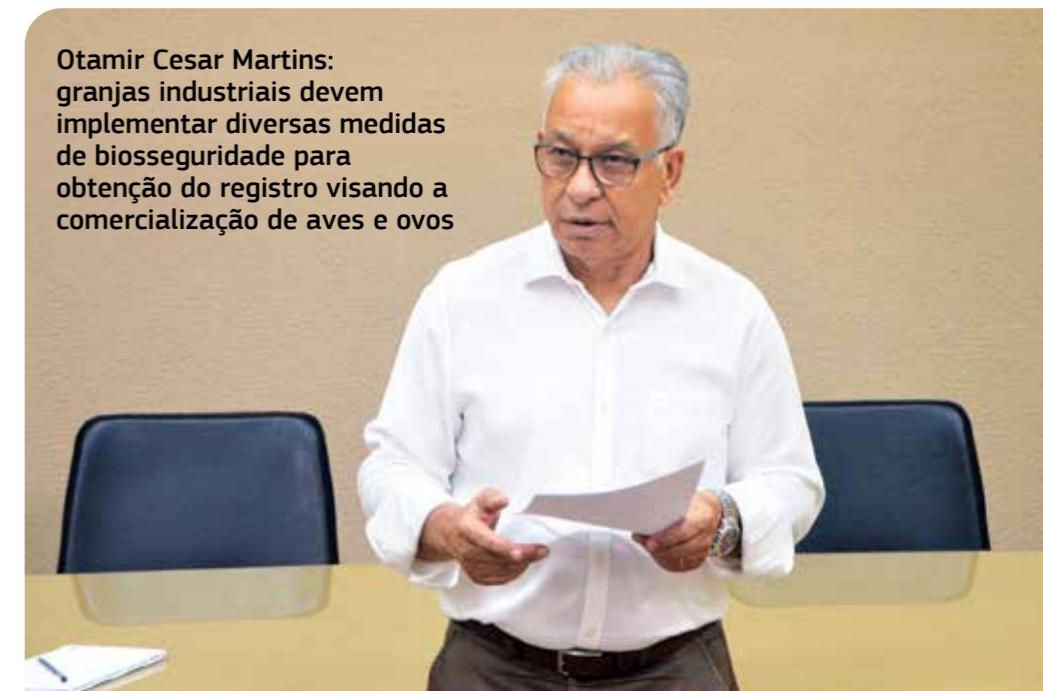 Otamir Cesar Martins:
granjas industriais devem
implementar diversas medidas
de biosseguridade para
obtenção do registro visando a
comercialização de aves e ovos